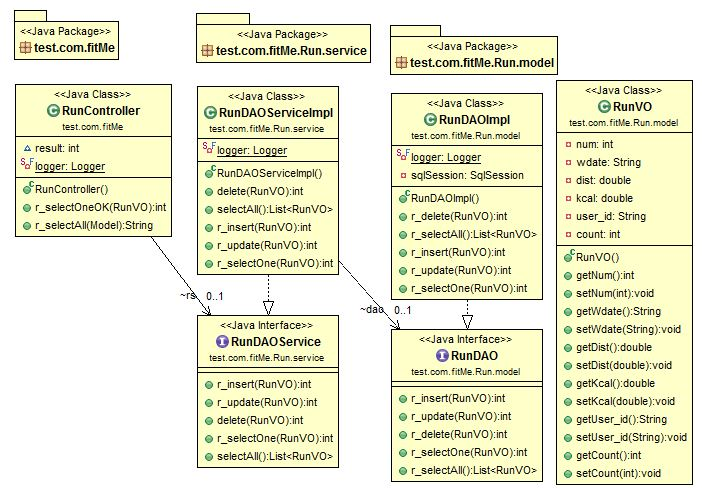 <<Java Package>>
test.com.fitMe
<<Java Package>>
test.com.fitMe.Run.service
<<Java Package>>
test.com.fitMe.Run.model
<<Java Class>>
RunController
test.com.fitMe
result: int
logger: Logger
RunController()
r_selectOneOK(RunVO):int
r_selectAll(Model):String
<<Java Class>>
RunDAOServiceImpl
test.com.fitMe.Run.service
logger: Logger
RunDAOServiceImpl()
delete(RunVO):int
selectAll():List<RunVO>
r_insert(RunVO):int
r_update(RunVO):int
r_selectOne(RunVO):int
<<Java Class>>
RunDAOImpl
test.com.fitMe.Run.model
logger: Logger
sqlSession: SqlSession
RunDAOImpl()
r_delete(RunVO):int
r_selectAll():List<RunVO>
r_insert(RunVO):int
r_update(RunVO):int
r_selectOne(RunVO):int
<<Java Class>>
RunVO
test.com.fitMe.Run.model
num: int
wdate: String
dist: double
kcal: double
user_id: String
count: int
RunVO()
getNum():int
setNum(int):void
getWdate():String
setWdate(String):void
getDist():double
setDist(double):void
getKcal():double
setKcal(double):void
getUser_id():String
setUser_id(String):void
getCount():int
setCount(int):void
~rs 0..1
~dao 0..1
<<Java Interface>>
RunDAOService
test.com.fitMe.Run.service
r_insert(RunVO):int
r_update(RunVO):int
delete(RunVO):int
r_selectOne(RunVO):int
selectAll():List<RunVO>
<<Java Interface>>
RunDAO
test.com.fitMe.Run.model
r_insert(RunVO):int
r_update(RunVO):int
r_delete(RunVO):int
r_selectOne(RunVO):int
r_selectAll():List<RunVO>